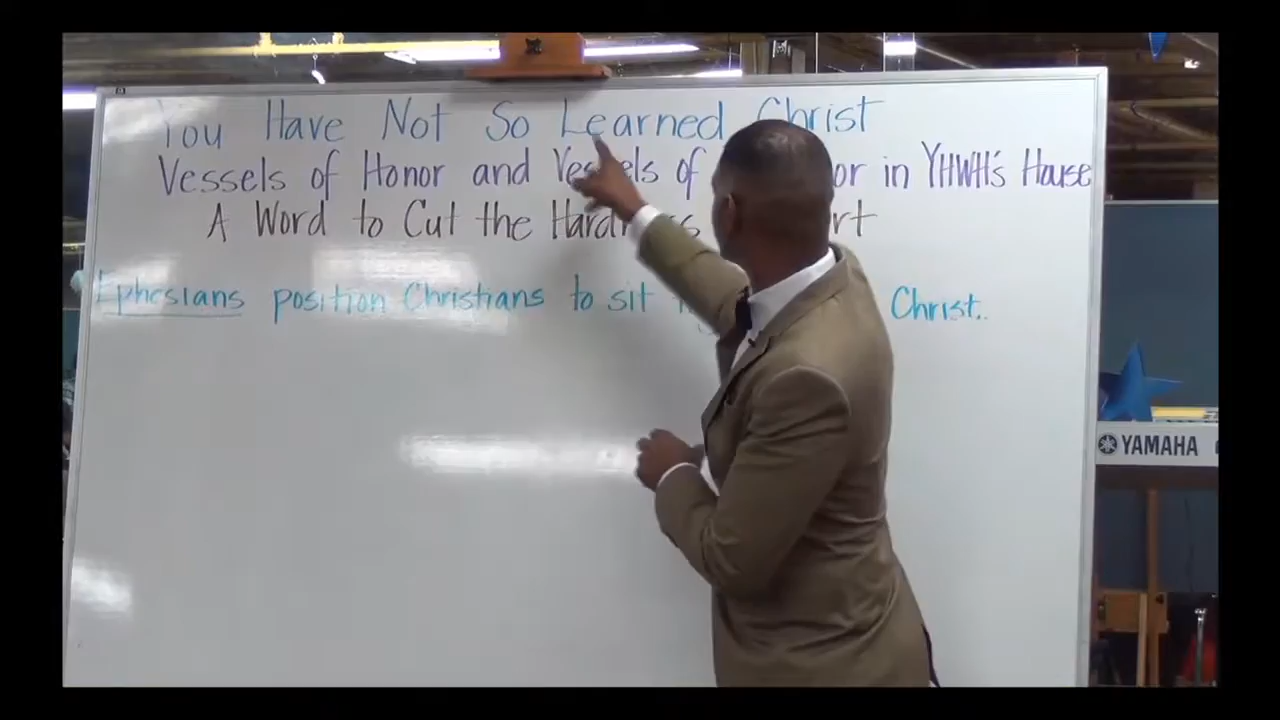 You Have Not So Learned Christ
Vessels of Honor and Vessels of in YHWH's House
A Word to Cut the
Ephesians position Christians to sit Christ..
YAMAHA